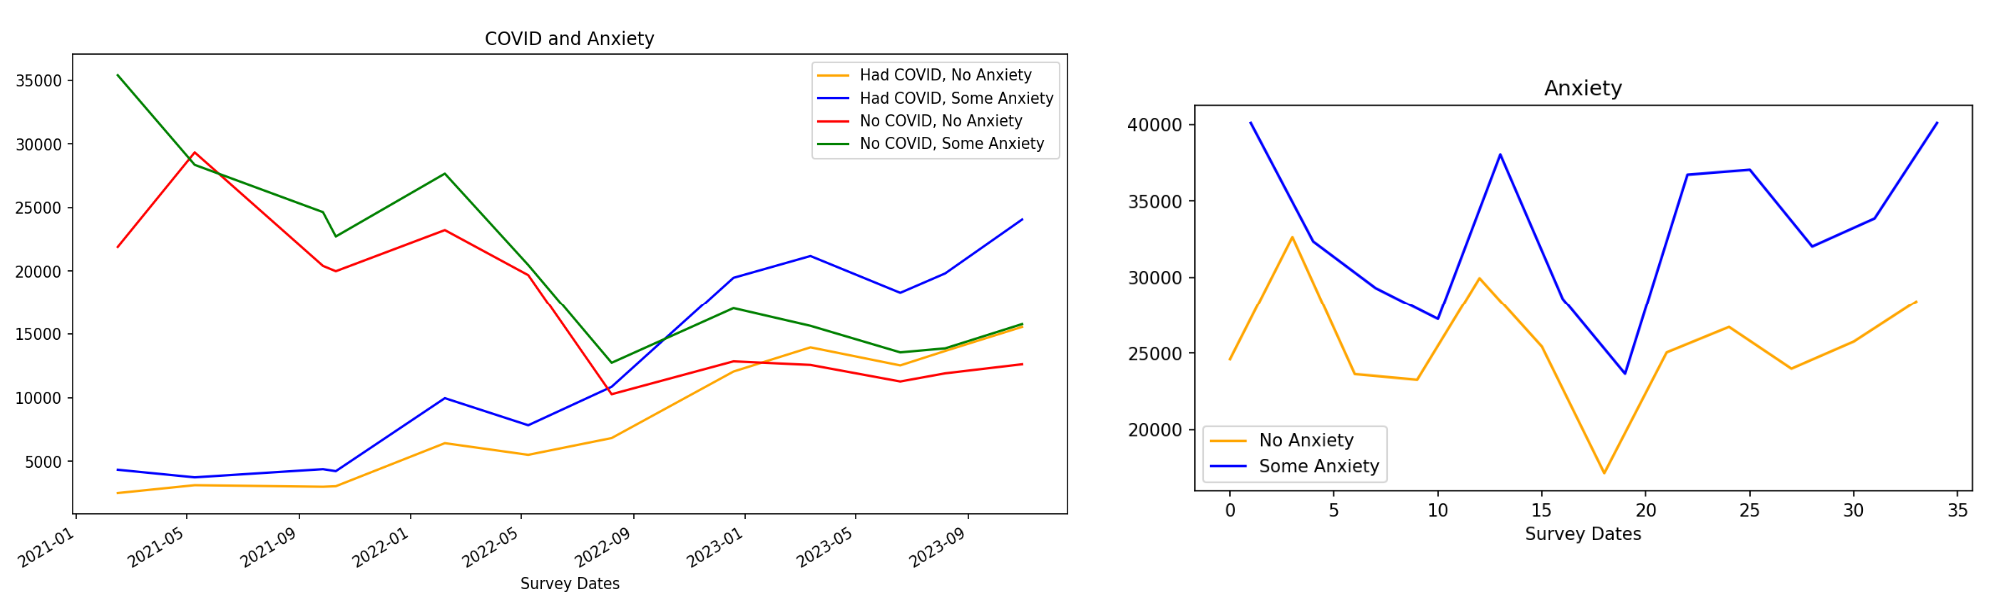 COVID and Anxiety
35000
30000
25000
20000
15000
10000
5000
Had COVID, No Anxiety
Had COVID, Some Anxiety
No COVID, No Anxiety
No COVID, Some Anxiety
2021-01
2021-05
2021-09
2022-01
2022-05
2022-09
2023-01
2023-05
2023-09
Survey Dates
Anxiety
40000
35000
30000
25000
20000
No Anxiety
Some Anxiety
0 5 10 15 20 25 30 35
Survey Dates